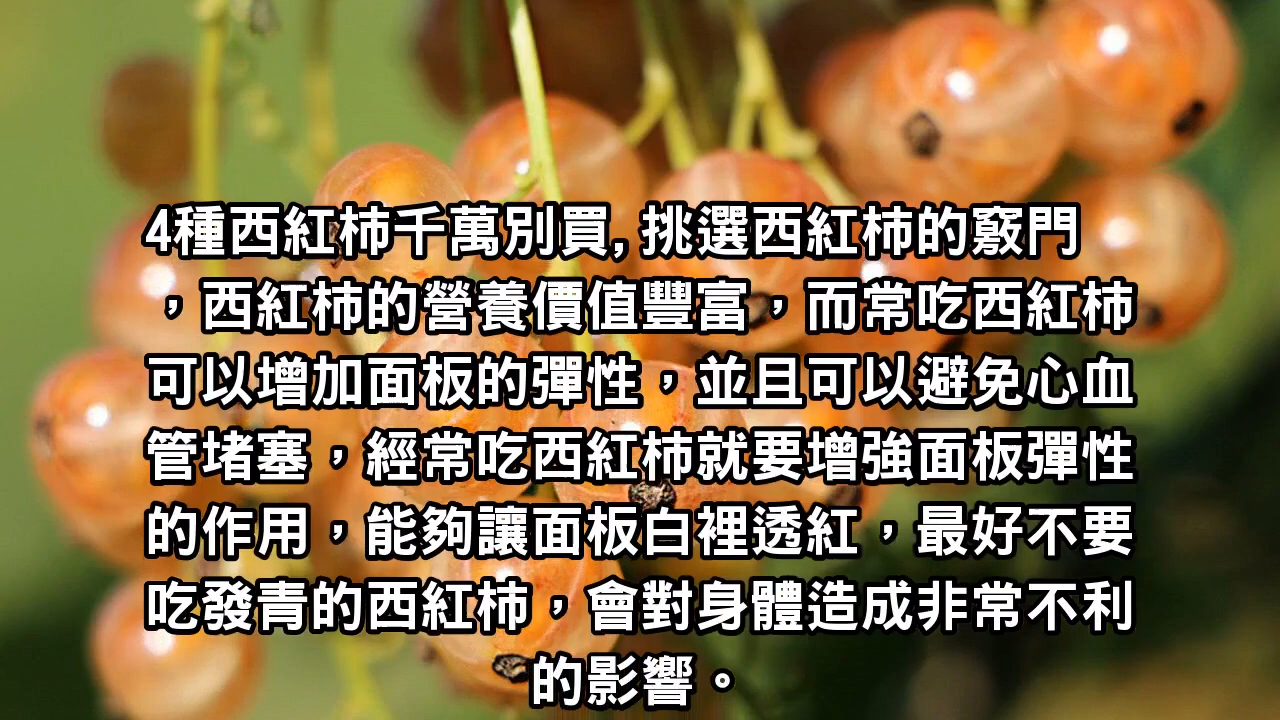 4種西紅柿千萬別買,挑選西紅柿的竅門
，西紅柿的營養價值豐富，而常吃西紅柿
可以增加面板的彈性，並且可以避免心血
管堵塞，經常吃西紅柿就要增強面板彈性
的作用，能夠讓面板白裡透紅，最好不要
吃發青的西紅柿，會對身體造成非常不利
的影響。